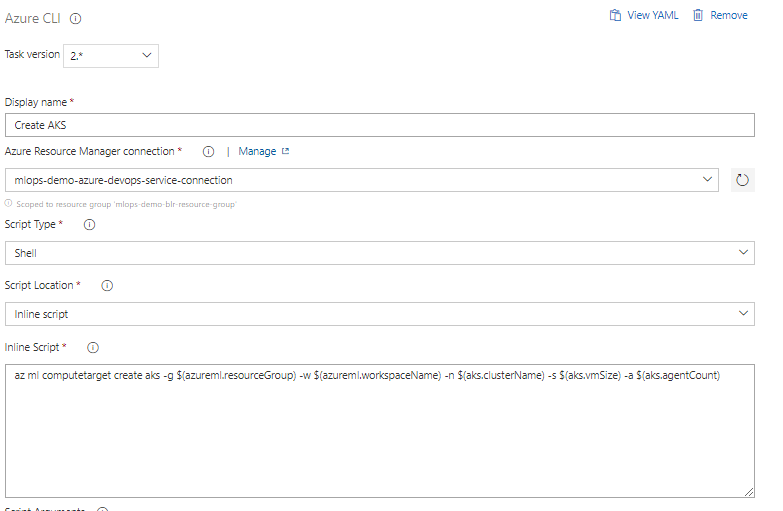 Azure CLI
View YAML
Remove
Task version
2.*
Display name *
Create AKS
Azure Resource Manager connection *
| Manage
mlops-demo-azure-devops-service-connection
Scoped to resource group 'mlops-demo-blr-resource-group'
Script Type *
Shell
Script Location *
Inline script
Inline Script *
az ml computetarget create aks -g $(azureml.resourceGroup) -w $(azureml.workspaceName) -n $(aks.clusterName) -s $(aks.vmSize) -a $(aks.agentCount)
Script Arguments